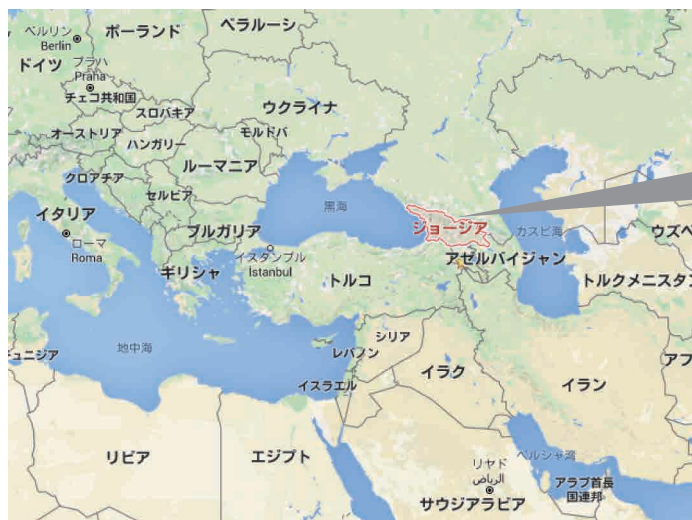 ベルリン
Berlin
ポーランド
ベラルーシ
ドイツ
プラハ
Praha
チェコ共和国
スロバキア
ウクライナ
オーストリア
ハンガリー
モルドバ
ルーマニア
クロアチア
セルビア
イタリア
ローマ
Roma
ブルガリア
黒海
ジョージア
カスピ海
ウズベ
イスタンブル
İstanbul
アゼルバイジャン
ギリシャ
トルコ
トルクメニスタン
チュニジア
地中海
シリア
レバノン
アフ
イスラエル
イラク
イラン
リビア
エジプト
ペルシャ湾
リヤド
الرياض
サウジアラビア
アラブ首長
国連邦